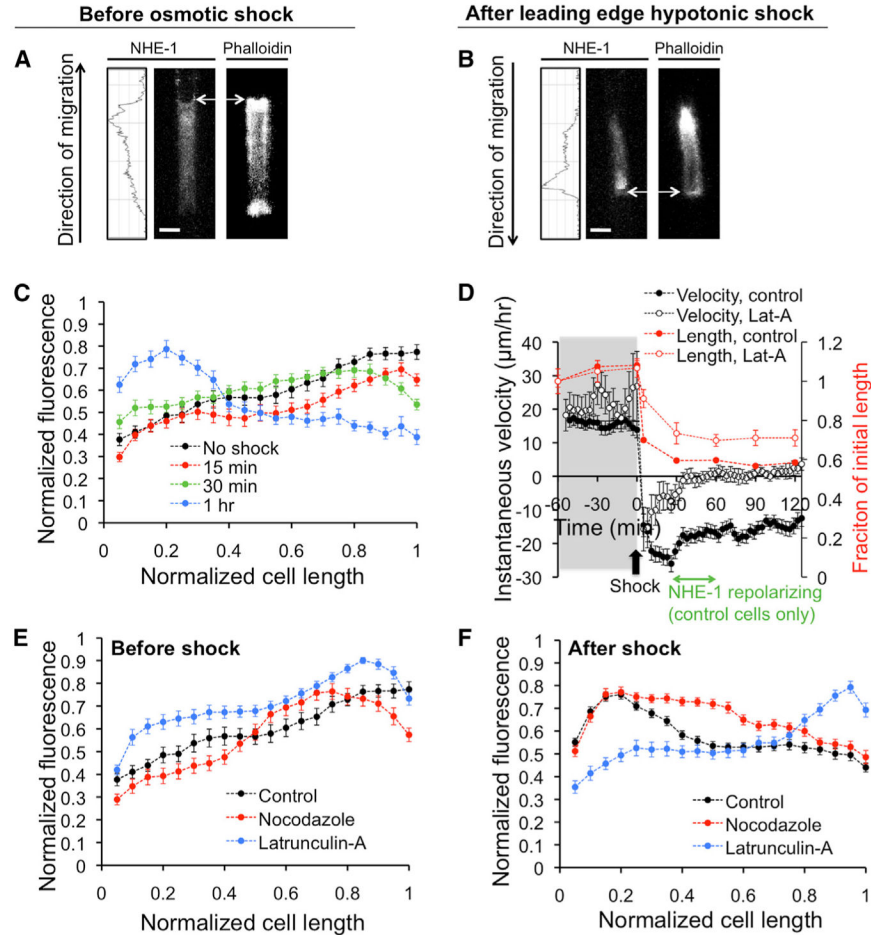 Before osmotic shock
After leading edge hypotonic shock
A
NHE-1
Phalloidin
Direction of migration
B
NHE-1
Phalloidin
Direction of migration
C
Normalized fluorescence
1
0.9
0.8
0.7
0.6
0.5
0.4
0.3
0.2
0.1
0
No shock
15 min
30 min
1 hr
0
0.2
0.4
0.6
0.8
1
Normalized cell length
D
Velocity, control
Velocity, Lat-A
Length, control
Length, Lat-A
Instantaneous velocity (µm/hr)
40
30
20
10
0
-10
-20
-30
-60
-30
0
30
60
90
120
Time (min)
1.2
1
0.8
0.6
0.4
0.2
0
Fraciton of initial length
Shock
NHE-1 repolarizing
(control cells only)
E
Before shock
Normalized fluorescence
1
0.9
0.8
0.7
0.6
0.5
0.4
0.3
0.2
0.1
0
Control
Nocodazole
Latrunculin-A
0
0.2
0.4
0.6
0.8
1
Normalized cell length
F
After shock
Normalized fluorescence
1
0.9
0.8
0.7
0.6
0.5
0.4
0.3
0.2
0.1
0
Control
Nocodazole
Latrunculin-A
0
0.2
0.4
0.6
0.8
1
Normalized cell length